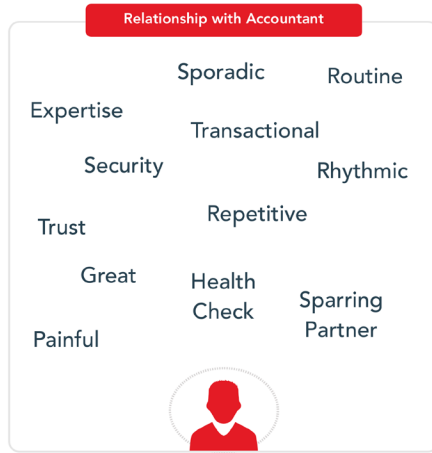 Relationship with Accountant
Sporadic
Routine
Expertise
Transactional
Security
Rhythmic
Repetitive
Trust
Great
Health
Check
Sparring
Partner
Painful